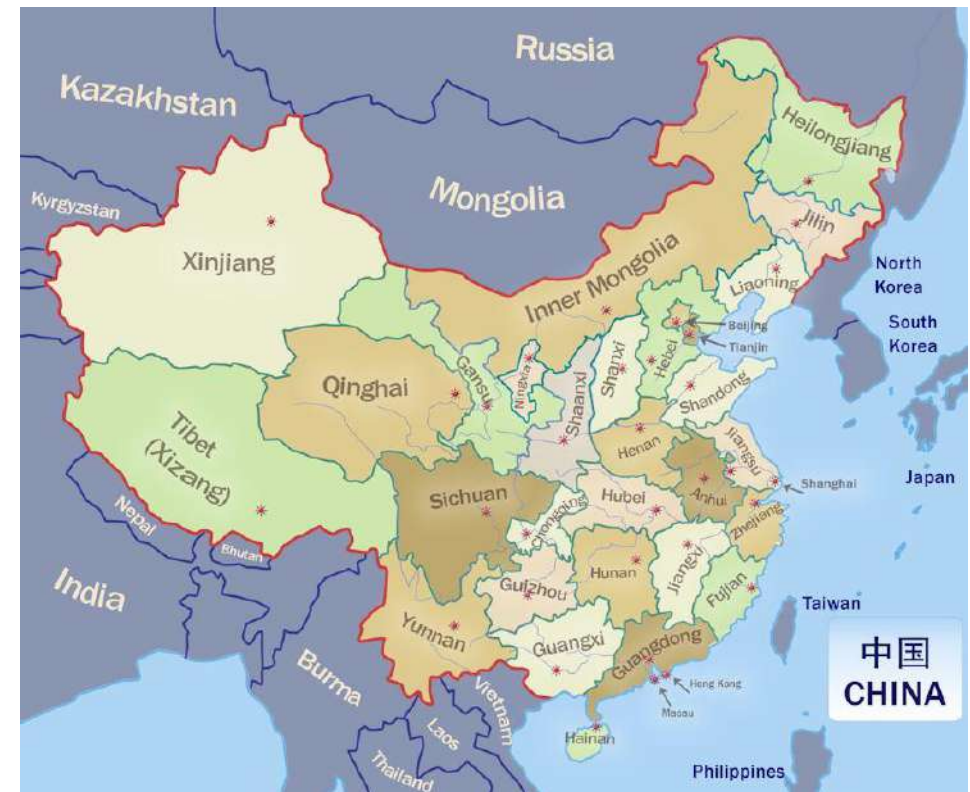 Russia
Kazakhstan
Mongolia
Heilongjiang
Kyrgyzstan
Jilin
Xinjiang
Inner Mongolia
Liaoning
North
Korea
South
Korea
Beijing
Tianjin
Hebei
Shanxi
Gansu
Ningxia
Shaanxi
Qinghai
Shandong
Tibet
(Xizang)
Henan
Jiangsu
Japan
Shanghai
Sichuan
Chongqing
Hubei
Anhui
Zhejiang
Nepal
Bhutan
India
Guizhou
Hunan
Jiangxi
Fujian
Taiwan
Yunnan
Guangxi
Guangdong
Hong Kong
Macau
Burma
Vietnam
Laos
Thailand
Hainan
Philippines
中国
CHINA